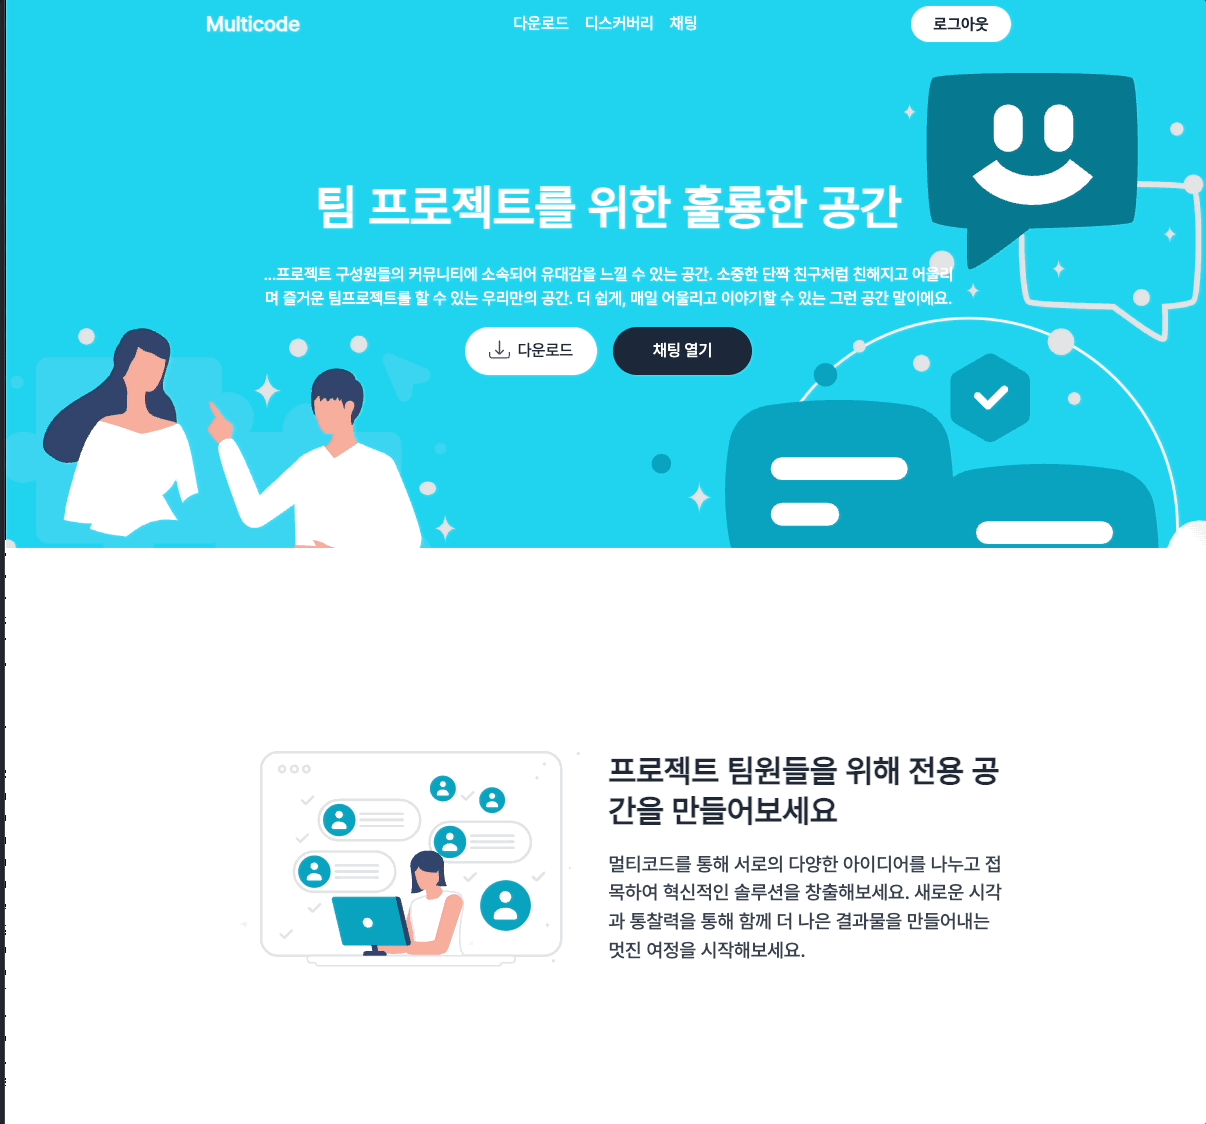 Multicode
다운로드 디스커버리 채팅
로그아웃
팀 프로젝트를 위한 훌룡한 공간
...프로젝트 구성원들의 커뮤니티에 소속되어 유대감을 느낄 수 있는 공간. 소중한 단짝 친구처럼 친해지고 어울리
며 즐거운 팀프로젝트를 할 수 있는 우리만의 공간. 더 쉽게, 매일 어울리고 이야기할 수 있는 그런 공간 말이에요.
다운로드
채팅 열기
프로젝트 팀원들을 위해 전용 공
간을 만들어보세요
멀티코드를 통해 서로의 다양한 아이디어를 나누고 접
목하여 혁신적인 솔루션을 창출해보세요. 새로운 시각
과 통찰력을 통해 함께 더 나은 결과물을 만들어내는
멋진 여정을 시작해보세요.